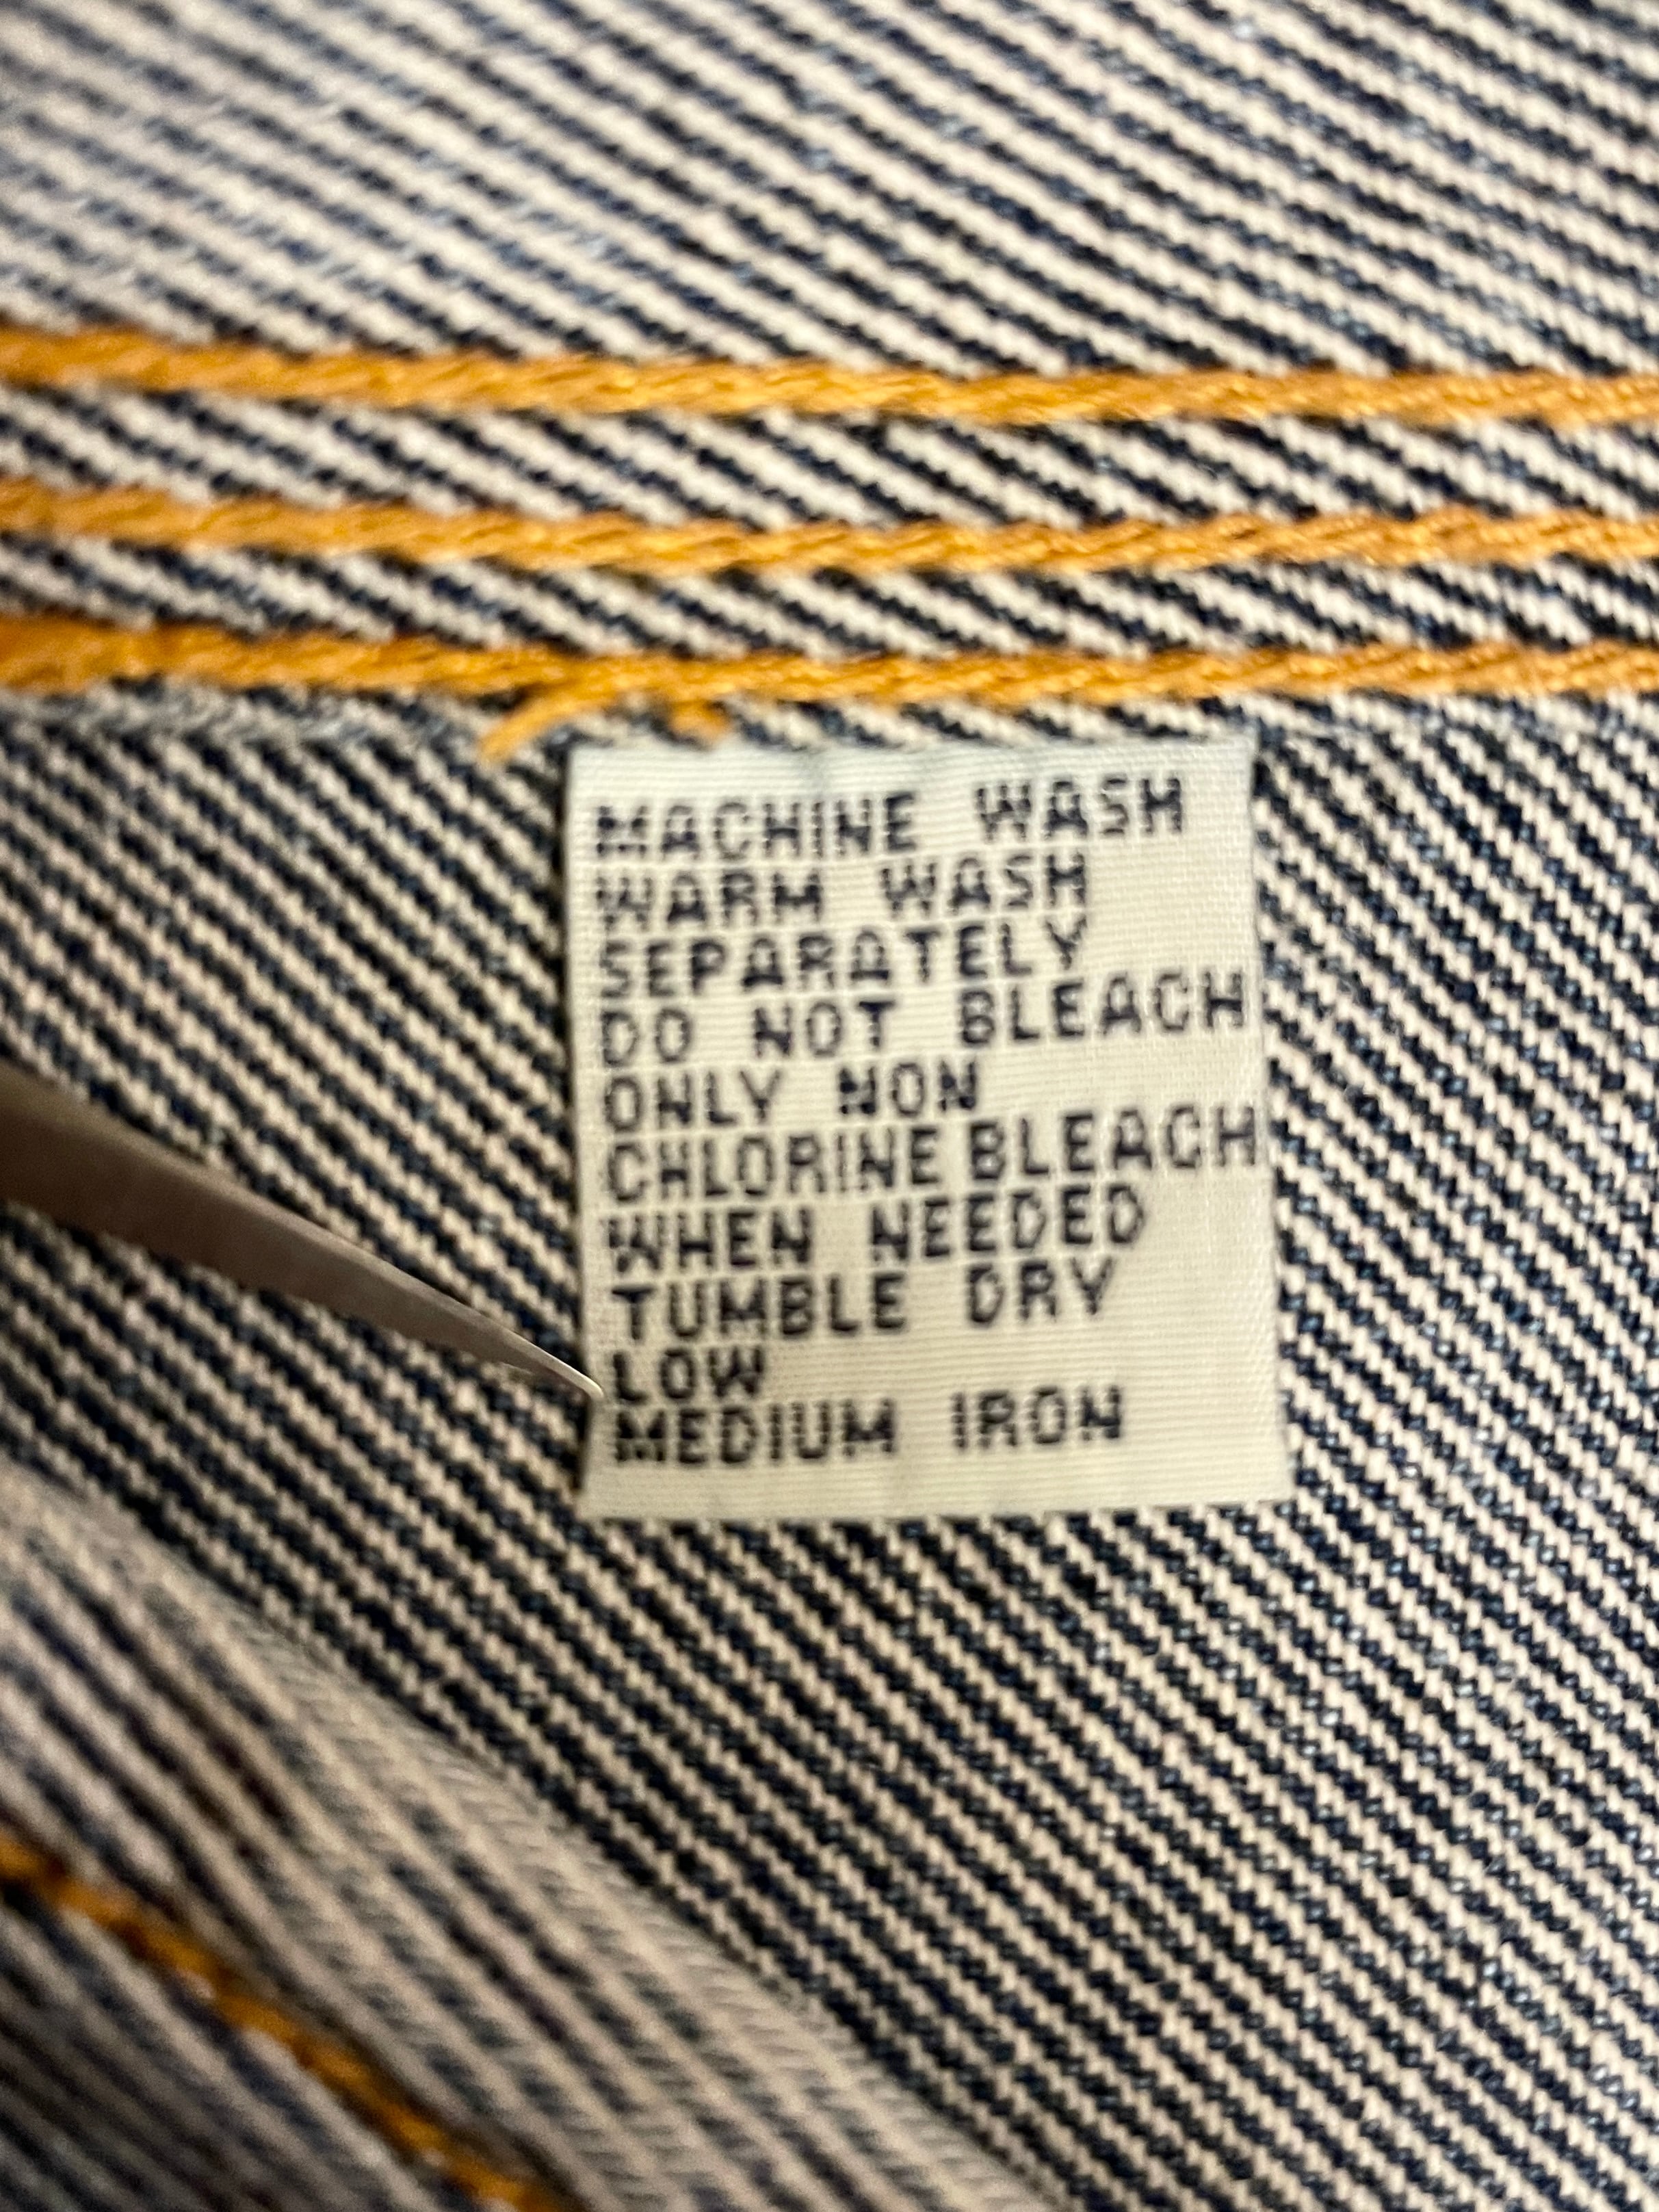 MACHINE WASH
WARM WASH
SEPARATELY
DO NOT BLEACH
ONLY NON
CHLORINE BLEACH
WHEN NEEDED
TUMBLE DRY
LOW
MEDIUM IRON